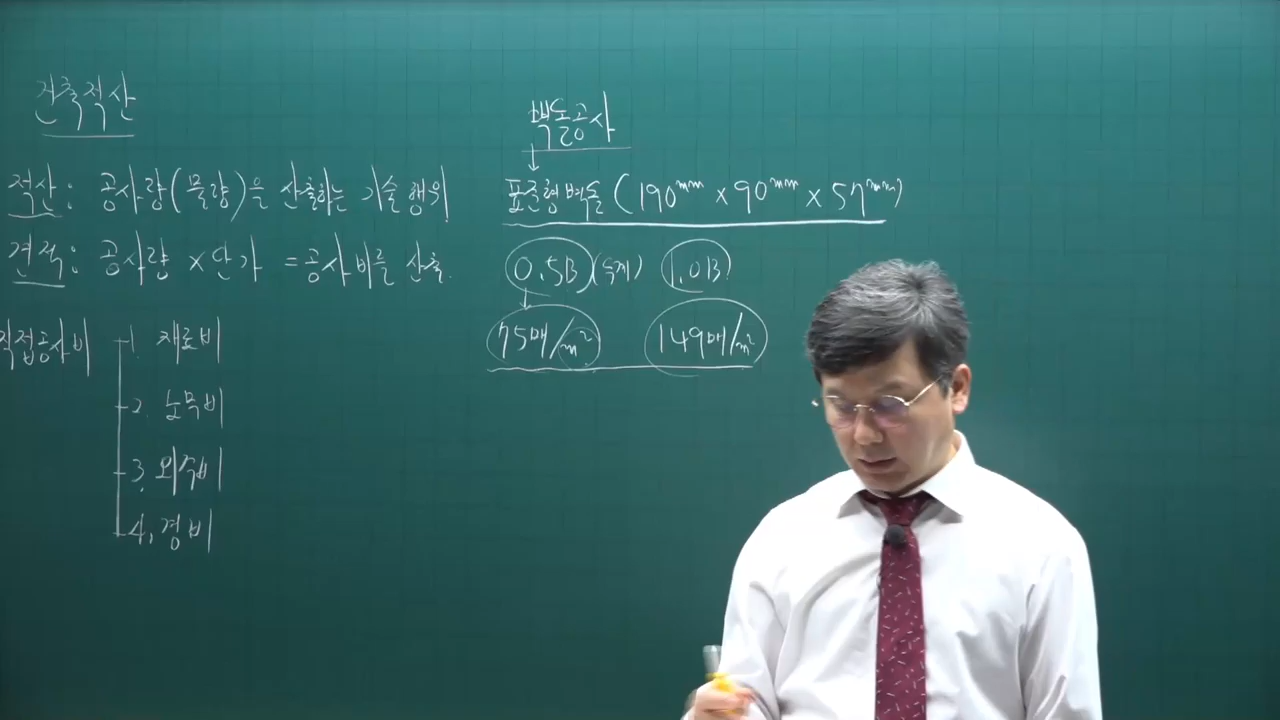 건축적산
적산: 공사량(물량)을 산출하는 기술행위
견적: 공사량 × 단가 = 공사비를 산출.
직접공사비
1. 재료비
2. 노무비
3. 외주비
4. 경비
벽돌공사
표준형벽돌 (190mm × 90mm × 57mm)
0.5B (두께) 1.0B
75매/m² 149매/m²